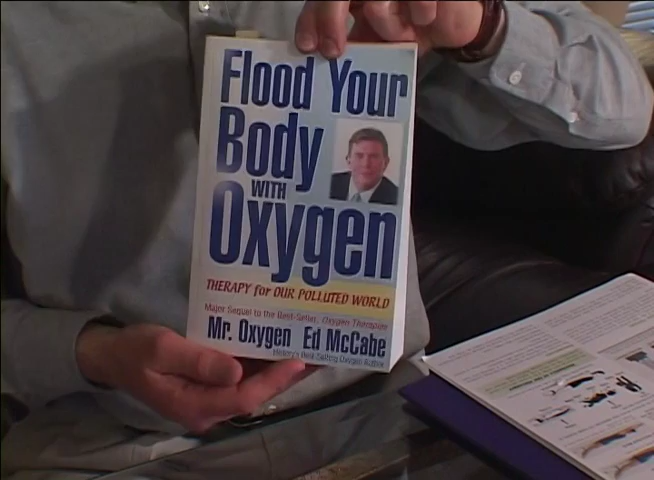 Flood Your
Body
WITH
Oxygen
THERAPY for OUR POLLUTED WORLD
Major Sequel to the Best-Seller, Oxygen Therapies
Mr. Oxygen Ed McCabe
History's Best-Selling Oxygen Author